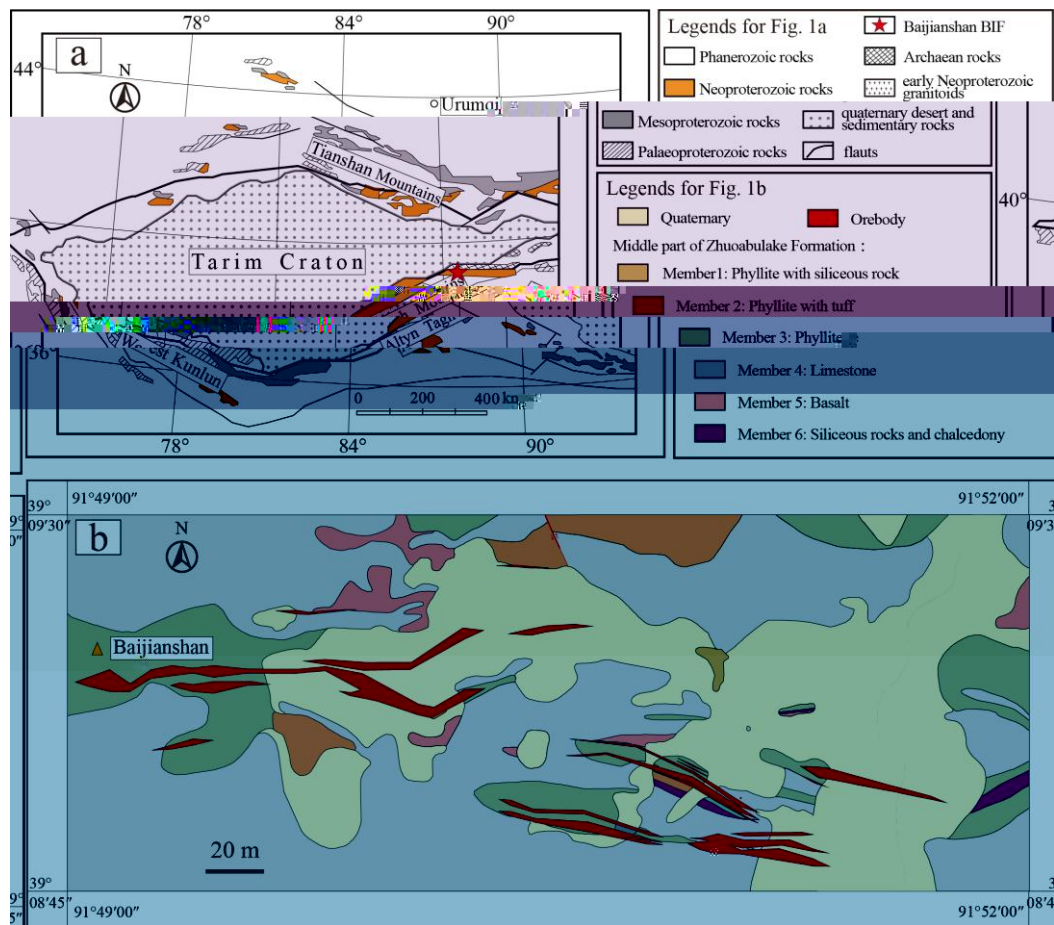 78°
84°
90°
a
44°
N
Urumqi
Tianshan Mountains
Tarim Craton
Altyn Tagh
West Kunlun
36°
0 200 400 km
78°
84°
90°
Legends for Fig. 1a
Baijianshan BIF
Phanerozoic rocks
Archaean rocks
Neoproterozoic rocks
early Neoproterozoic
granitoids
Mesoproterozoic rocks
quaternary desert and
sedimentary rocks
Palaeoproterozoic rocks
flauts
40°
Legends for Fig. 1b
Quaternary
Orebody
Middle part of Zhuoabulake Formation :
Member1: Phyllite with siliceous rock
Member 2: Phyllite with tuff
Member 3: Phyllite
Member 4: Limestone
Member 5: Basalt
Member 6: Siliceous rocks and chalcedony
91°49′00″
91°52′00″
39°
09′30″
b
N
Baijianshan
20 m
39°
08′45″
91°49′00″
91°52′00″